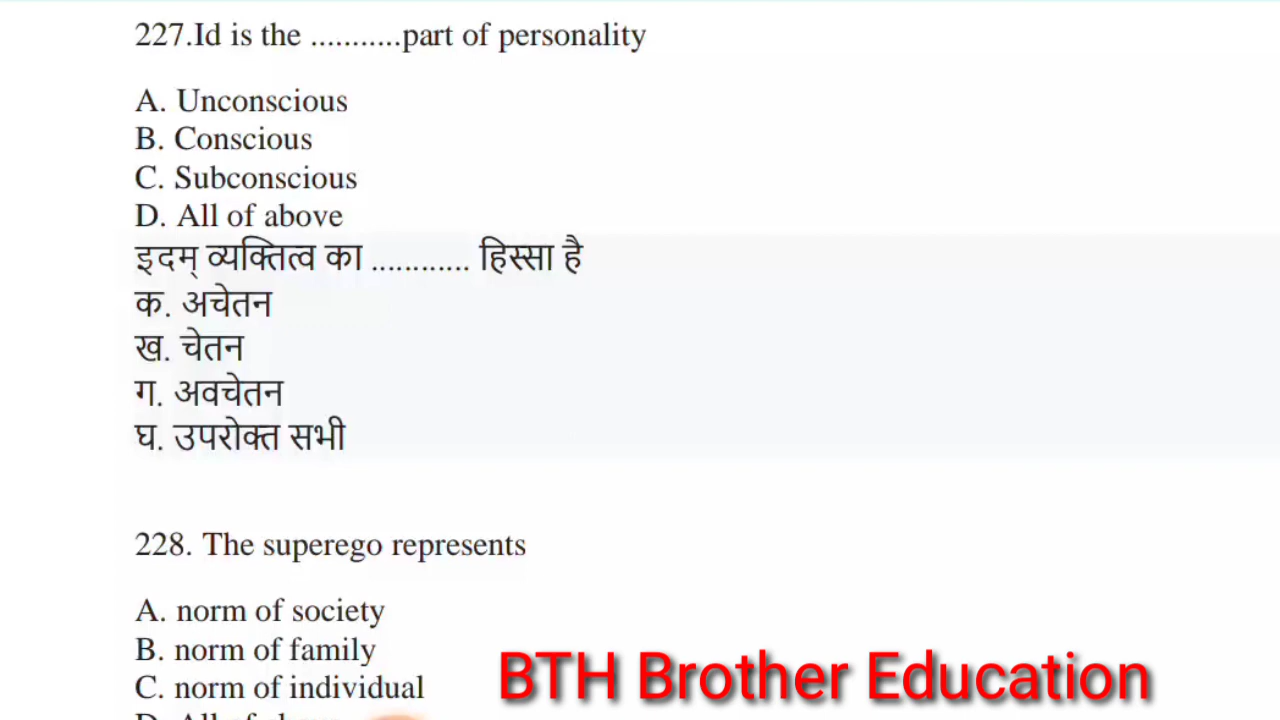 227.Id is the ...........part of personality
A. Unconscious
B. Conscious
C. Subconscious
D. All of above
इदम् व्यक्तित्व का ............ हिस्सा है
क. अचेतन
ख. चेतन
ग. अवचेतन
घ. उपरोक्त सभी
228. The superego represents
A. norm of society
B. norm of family
C. norm of individual
BTH Brother Education